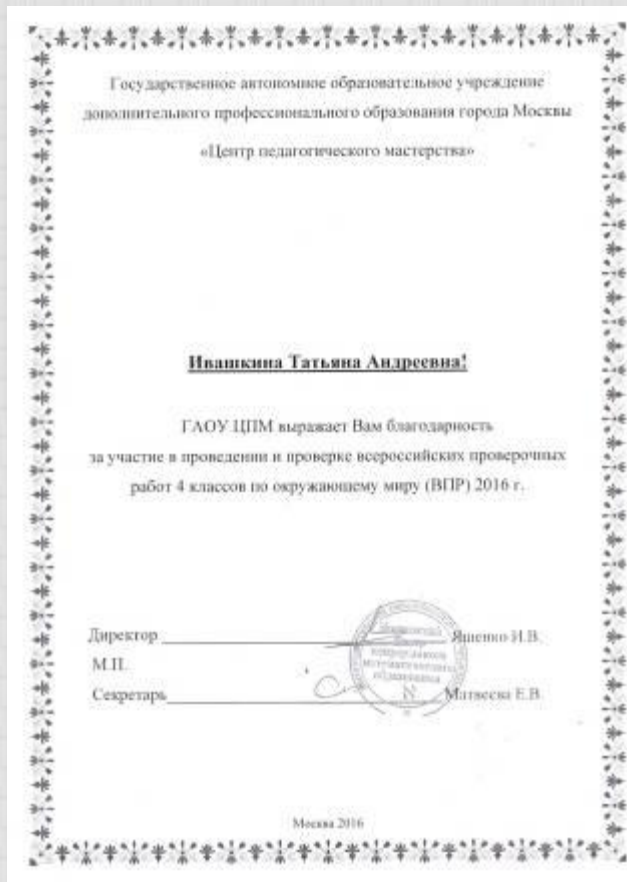 Государственное автономное образовательное учреждение
дополнительного профессионального образования города Москвы
«Центр педагогического мастерства»
Ивашкина Татьяна Андреевна!
ГАОУ ЦПМ выражает Вам благодарность
за участие в проведении и проверке всероссийских проверочных
работ 4 классов по окружающему миру (ВПР) 2016 г.
Директор Ященко И.В.
М.П.
Секретарь Матвеева Е.В.
Москва 2016